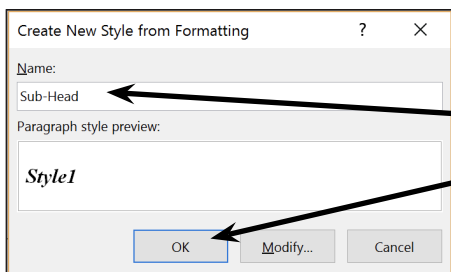 Create New Style from Formatting ? ×
Name:
Sub-Head
Paragraph style preview:
Style1
OK Modify... Cancel